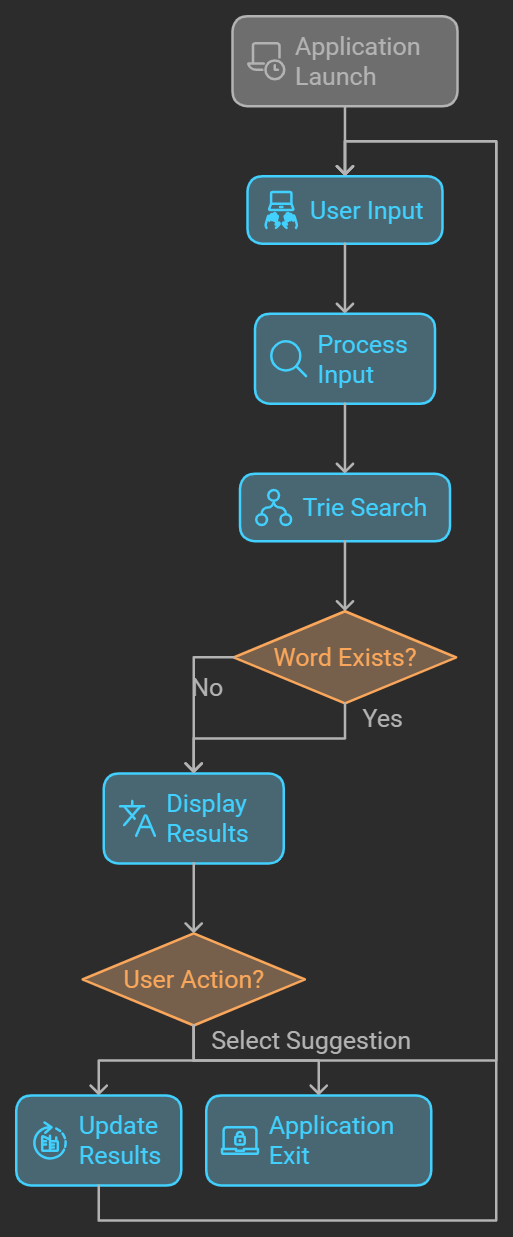 Application
Launch
User Input
Process
Input
Trie Search
Word Exists?
No
Yes
Display
Results
User Action?
Select Suggestion
Update
Results
Application
Exit